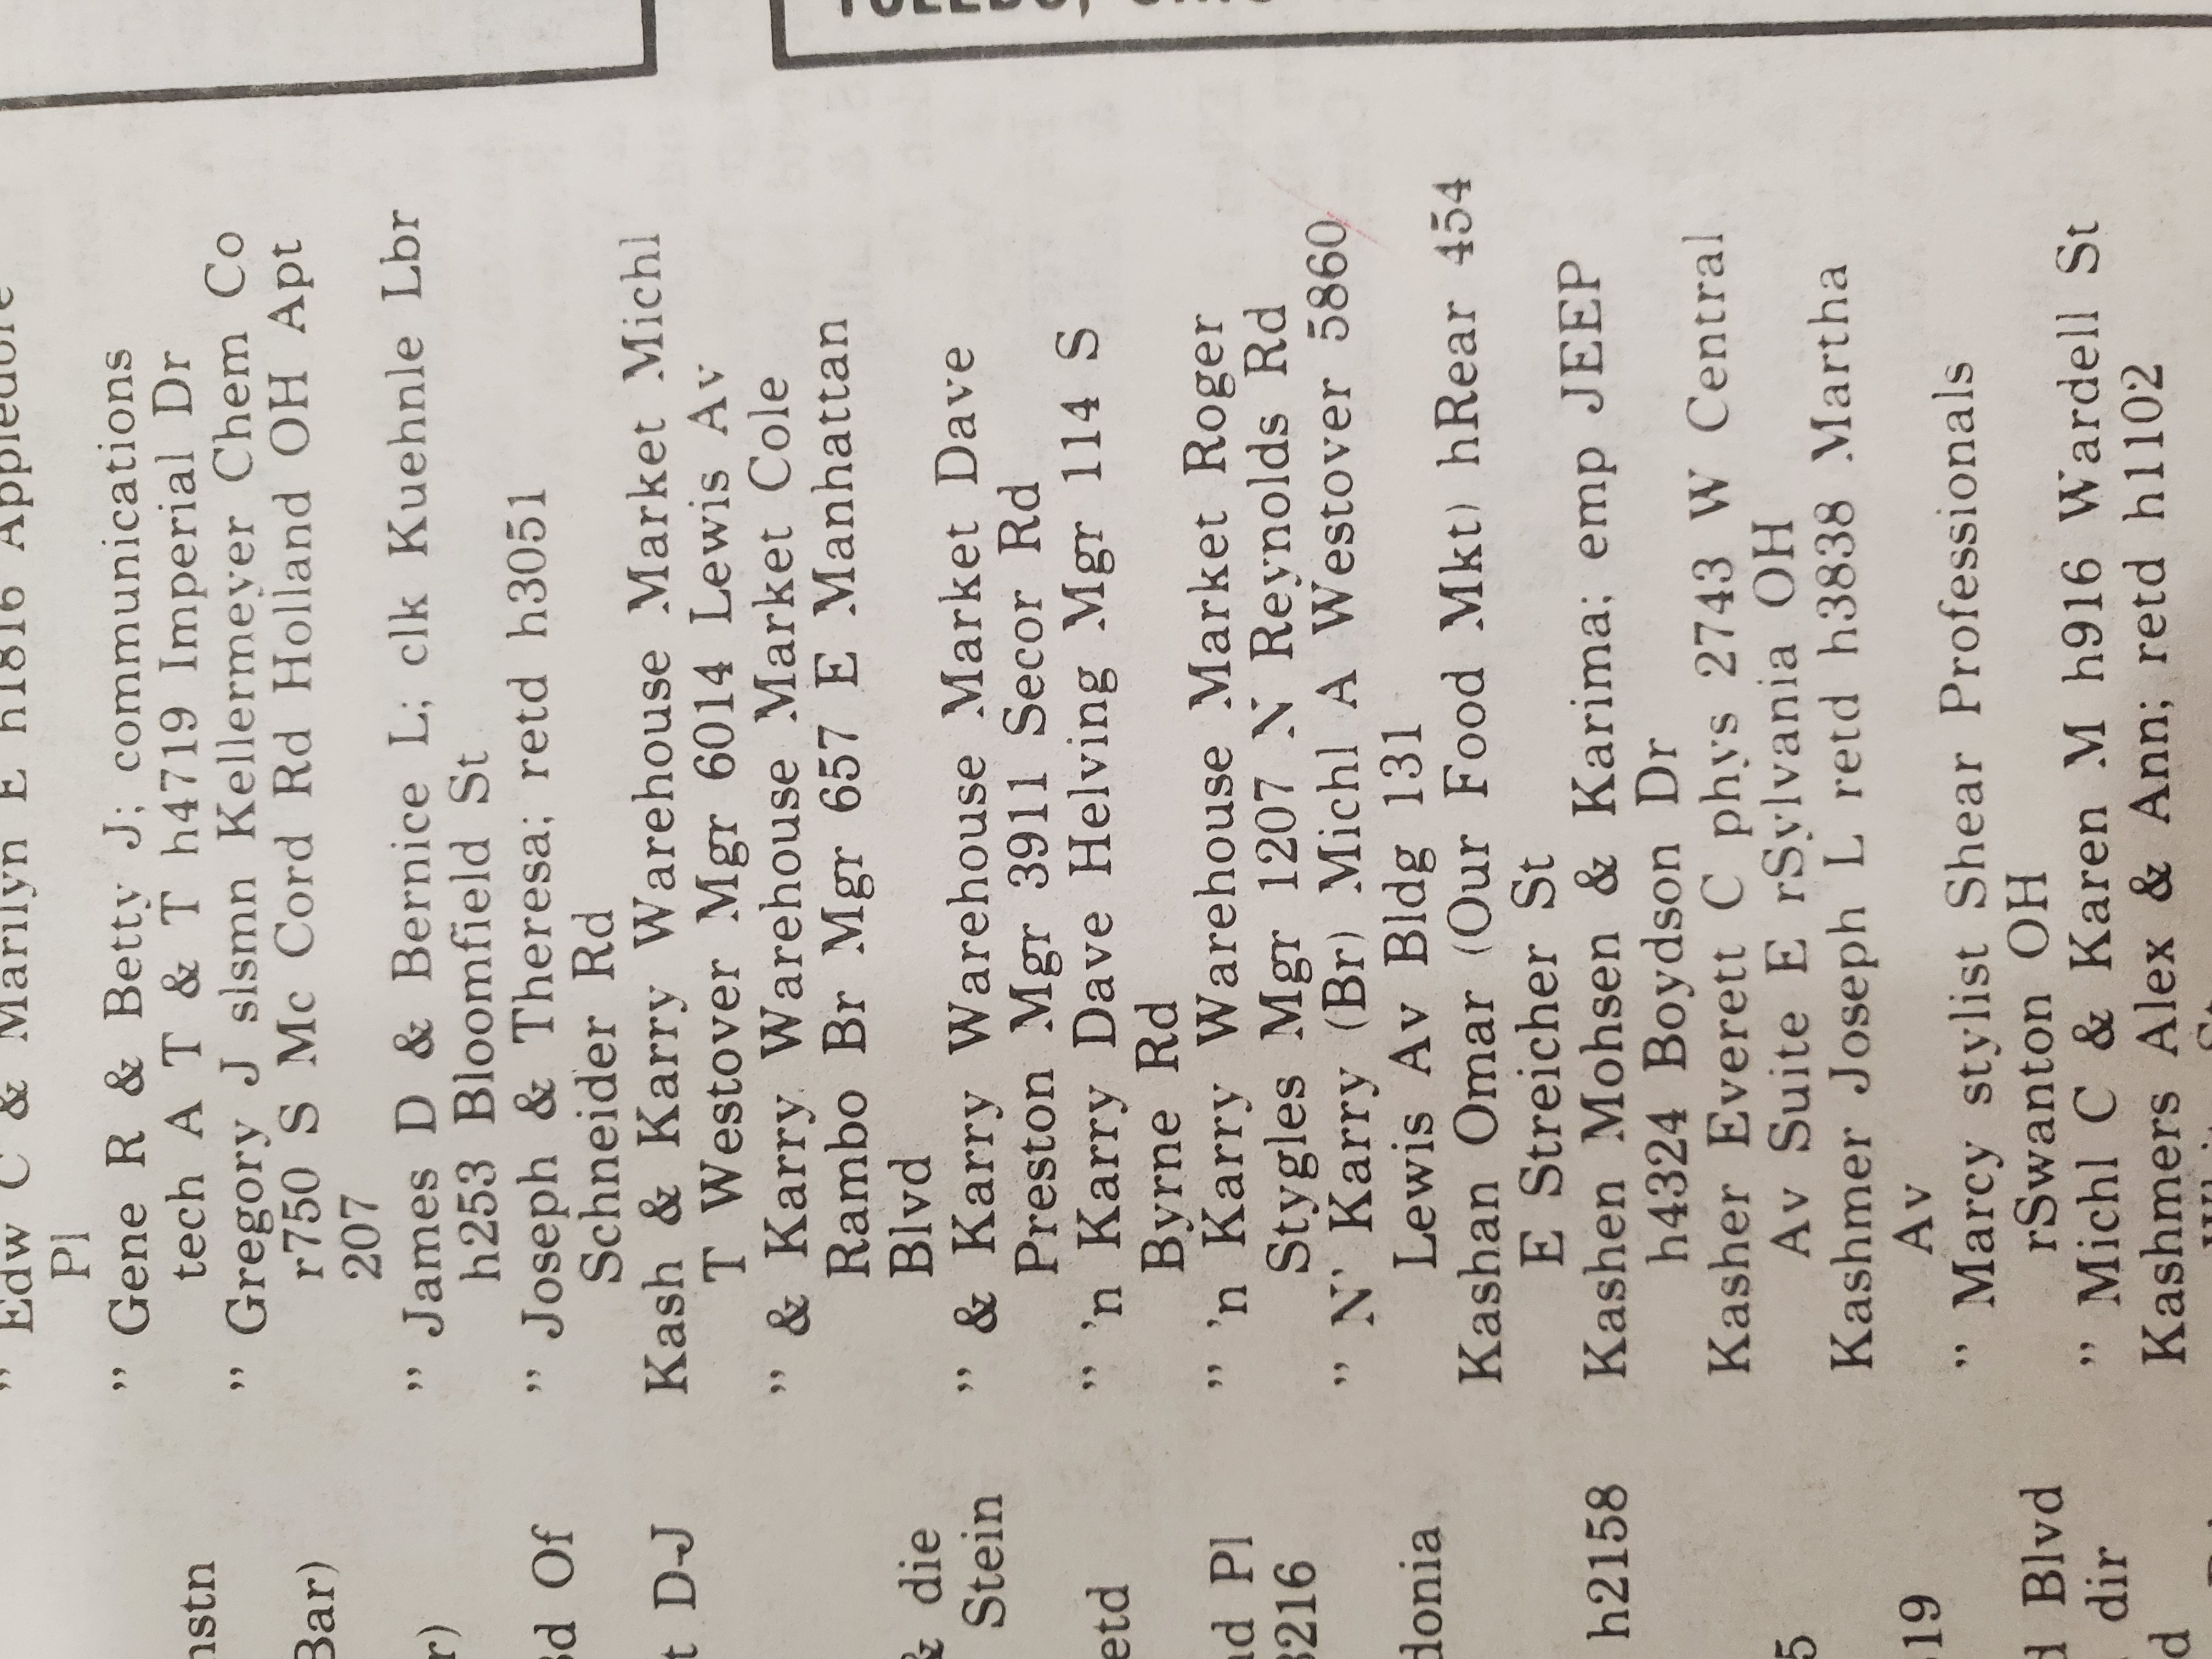 TOLEDO, OHIO
" Edw C & Marilyn E h1816 Appledore
Pl
" Gene R & Betty J; communications
tech A T & T h4719 Imperial Dr
" Gregory J slsmn Kellermeyer Chem Co
r750 S Mc Cord Rd Holland OH Apt
207
" James D & Bernice L; clk Kuehnle Lbr
h253 Bloomfield St
" Joseph & Theresa; retd h3051
Schneider Rd
Kash & Karry Warehouse Market Michl
T Westover Mgr 6014 Lewis Av
" & Karry Warehouse Market Cole
Rambo Br Mgr 657 E Manhattan
Blvd
" & Karry Warehouse Market Dave
Preston Mgr 3911 Secor Rd
" 'n Karry Dave Helving Mgr 114 S
Byrne Rd
" 'n Karry Warehouse Market Roger
Stygles Mgr 1207 N Reynolds Rd
" N' Karry (Br) Michl A Westover 5860
Lewis Av Bldg 131
Kashan Omar (Our Food Mkt) hRear 454
E Streicher St
Kashen Mohsen & Karima; emp JEEP
h4324 Boydson Dr
Kasher Everett C phys 2743 W Central
Av Suite E rSylvania OH
Kashmer Joseph L retd h3838 Martha
Av
" Marcy stylist Shear Professionals
rSwanton OH
" Michl C & Karen M h916 Wardell St
Kashmers Alex & Ann; retd h1102
nstn
Bar)
r)
3d Of
t D-J
& die
Stein
etd
nd Pl
3216
donia
h2158
5
19
d Blvd
dir
d